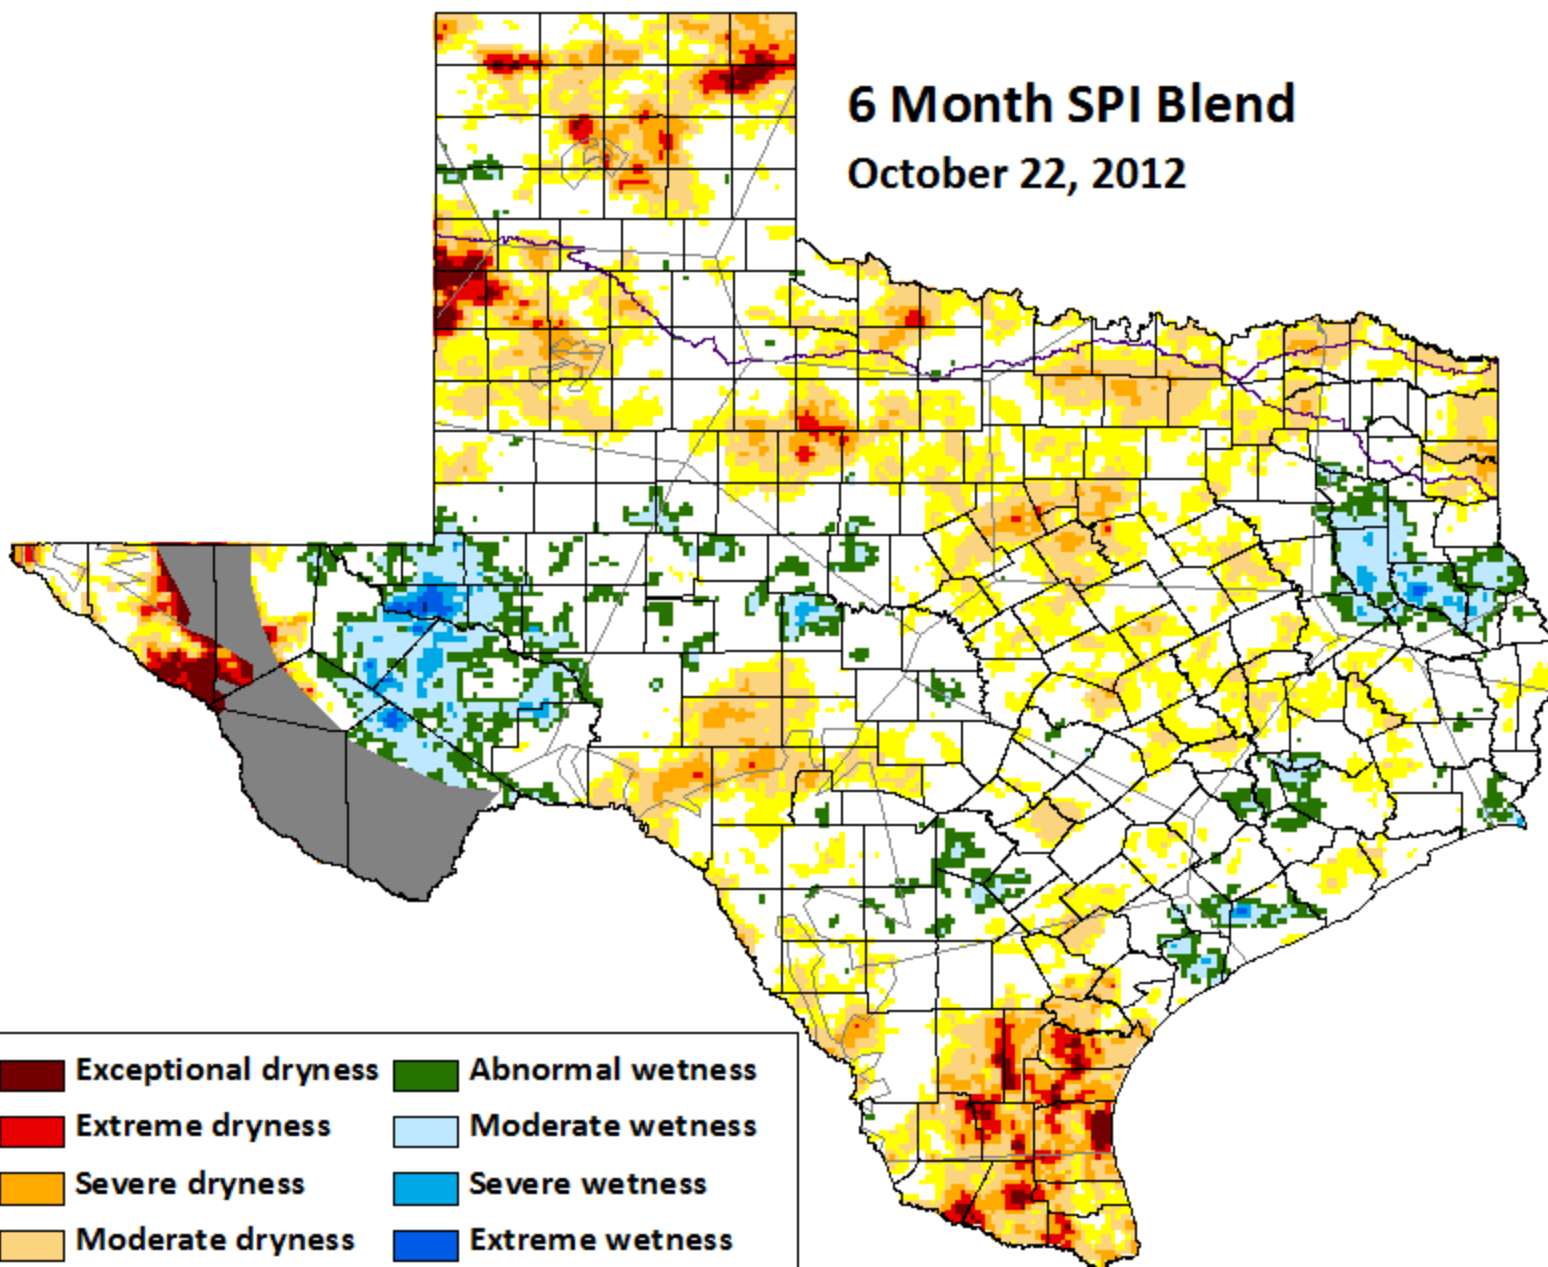 6 Month SPI Blend
October 22, 2012
Exceptional dryness
Abnormal wetness
Extreme dryness
Moderate wetness
Severe dryness
Severe wetness
Moderate dryness
Extreme wetness